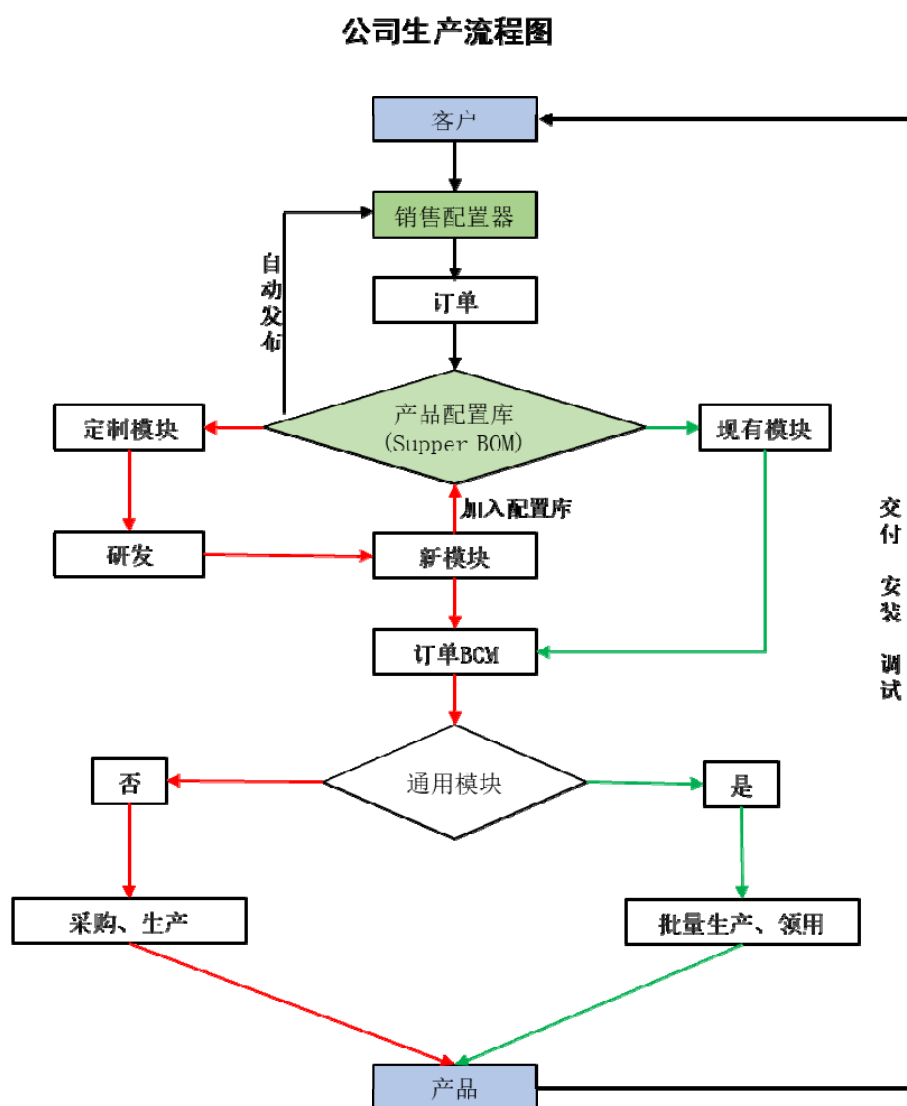 公司生产流程图
客户
销售配置器
自动发布
订单
产品配置库
(Supper BOM)
定制模块
现有模块
加入配置库
研发
新模块
交付 安装 调试
订单BCM
通用模块
否
是
采购、生产
批量生产、领用
产品